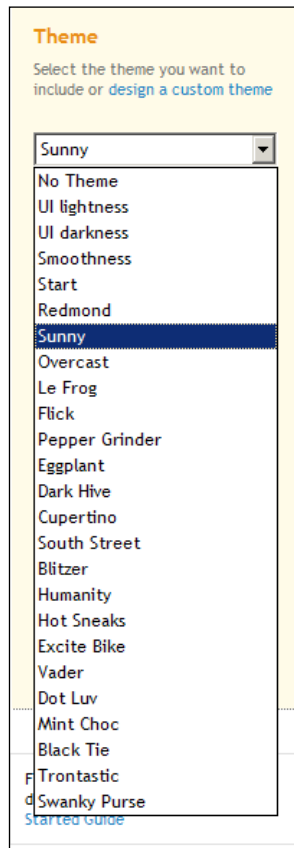 Theme
Select the theme you want to
include or design a custom theme
Sunny
No Theme
UI lightness
UI darkness
Smoothness
Start
Redmond
Sunny
Overcast
Le Frog
Flick
Pepper Grinder
Eggplant
Dark Hive
Cupertino
South Street
Blitzer
Humanity
Hot Sneaks
Excite Bike
Vader
Dot Luv
Mint Choc
Black Tie
Trontastic
Swanky Purse
F
d
Started Guide